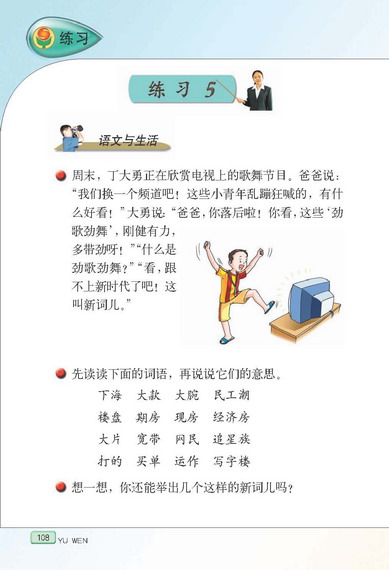 练习
练习 5
语文与生活
周末，丁大勇正在欣赏电视上的歌舞节目。爸爸说：
“我们换一个频道吧！这些小青年乱蹦狂喊的，有什
么好看！”大勇说：“爸爸，你落后啦！你看，这些‘劲
歌劲舞’，刚健有力，
多带劲呀！”“什么是
劲歌劲舞？”“看，跟
不上新时代了吧！这
叫新词儿。”
先读读下面的词语，再说说它们的意思。
下海 大款 大腕 民工潮
楼盘 期房 现房 经济房
大片 宽带 网民 追星族
打的 买单 运作 写字楼
想一想，你还能举出几个这样的新词儿吗？
108 YU WEN